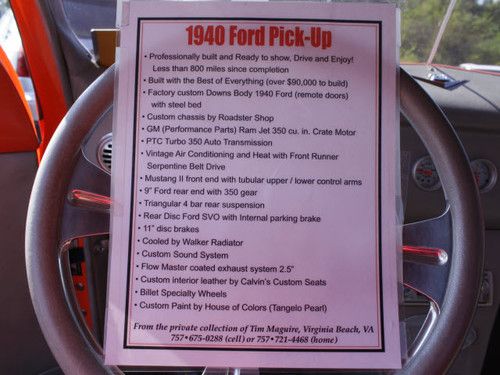 1940 Ford Pick-Up
• Professionally built and Ready to show, Drive and Enjoy!
Less than 800 miles since completion
• Built with the Best of Everything (over $90,000 to build)
• Factory custom Downs Body 1940 Ford (remote doors)
with steel bed
• Custom chassis by Roadster Shop
• GM (Performance Parts) Ram Jet 350 cu. in. Crate Motor
• PTC Turbo 350 Auto Transmission
• Vintage Air Conditioning and Heat with Front Runner
Serpentine Belt Drive
• Mustang II front end with tubular upper / lower control arms
• 9" Ford rear end with 350 gear
• Triangular 4 bar rear suspension
• Rear Disc Ford SVO with Internal parking brake
• 11" disc brakes
• Cooled by Walker Radiator
• Custom Sound System
• Flow Master coated exhaust system 2.5"
• Custom interior leather by Calvin's Custom Seats
• Billet Specialty Wheels
• Custom Paint by House of Colors (Tangelo Pearl)
From the private collection of Tim Maguire, Virginia Beach, VA
757•675-0288 (cell) or 757•721-4468 (home)